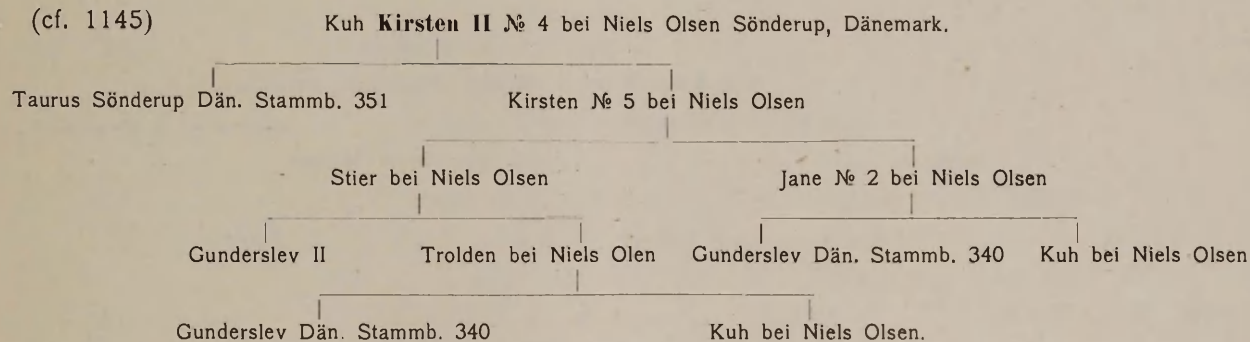 (cf. 1145) Kuh Kirsten II № 4 bei Niels Olsen Sönderup, Dänemark.
Taurus Sönderup Dän. Stammb. 351 Kirsten № 5 bei Niels Olsen
Stier bei Niels Olsen Jane № 2 bei Niels Olsen
Gunderslev II Trolden bei Niels Olen Gunderslev Dän. Stammb. 340 Kuh bei Niels Olsen
Gunderslev Dän. Stammb. 340 Kuh bei Niels Olsen.